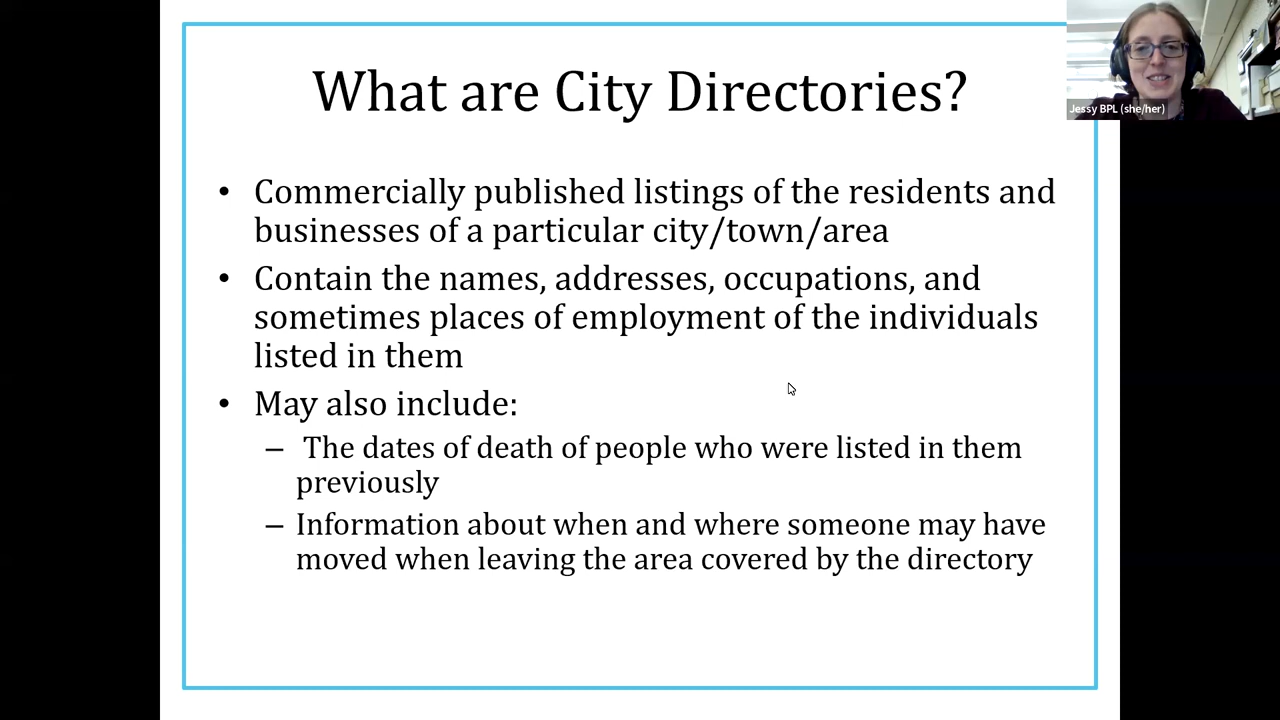 What are City Directories?
Jessy BPL (she/her)
• Commercially published listings of the residents and
businesses of a particular city/town/area
• Contain the names, addresses, occupations, and
sometimes places of employment of the individuals
listed in them
• May also include:
– The dates of death of people who were listed in them
previously
– Information about when and where someone may have
moved when leaving the area covered by the directory